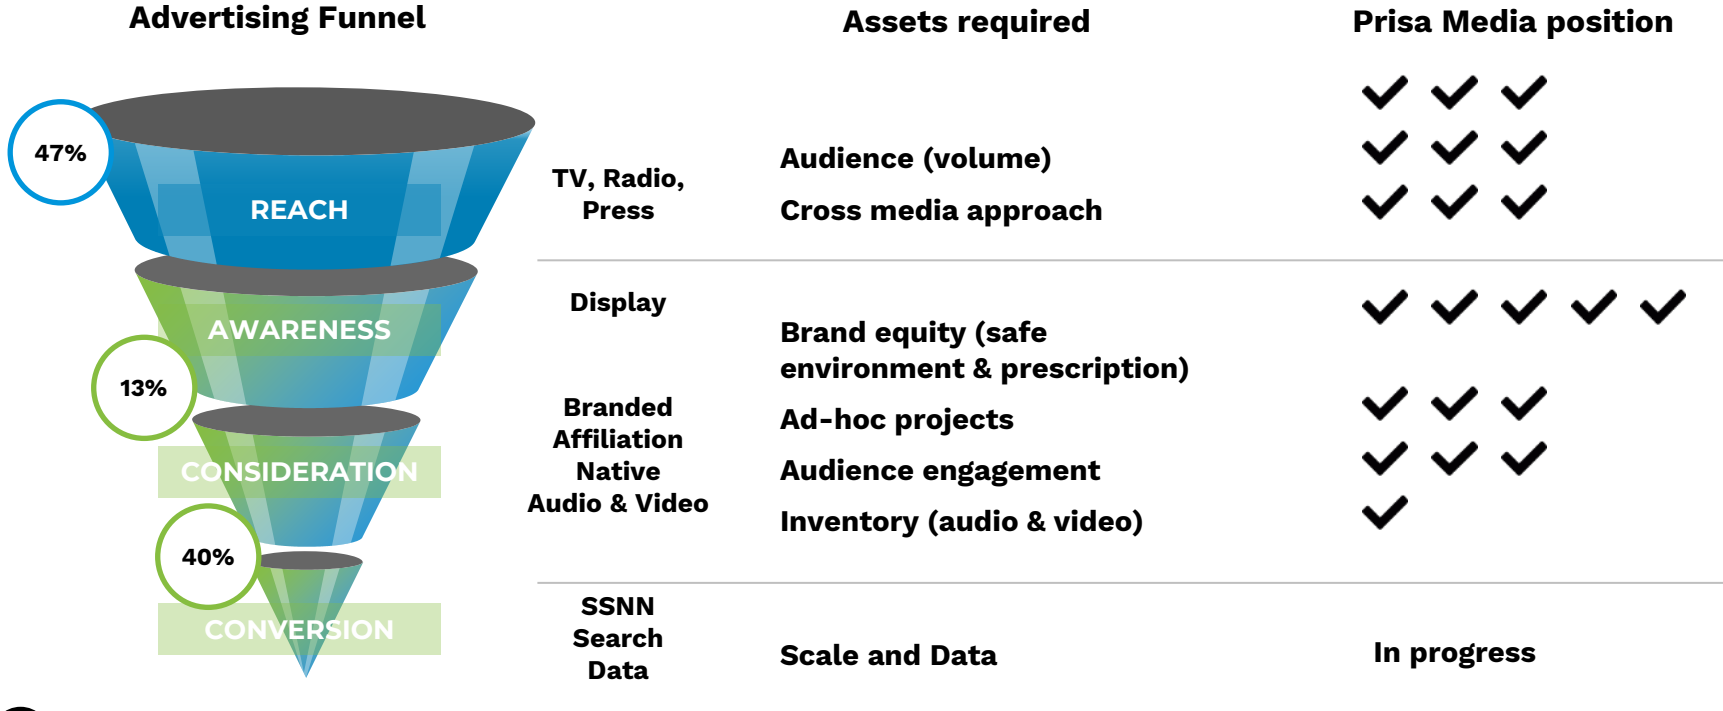 Advertising Funnel
Assets required
Prisa Media position
47%
REACH
TV, Radio,
Press
Audience (volume)
Cross media approach
AWARENESS
13%
CONSIDERATION
Display
Branded
Affiliation
Native
Audio & Video
Brand equity (safe
environment & prescription)
Ad-hoc projects
Audience engagement
Inventory (audio & video)
40%
CONVERSION
SSNN
Search
Data
Scale and Data
In progress